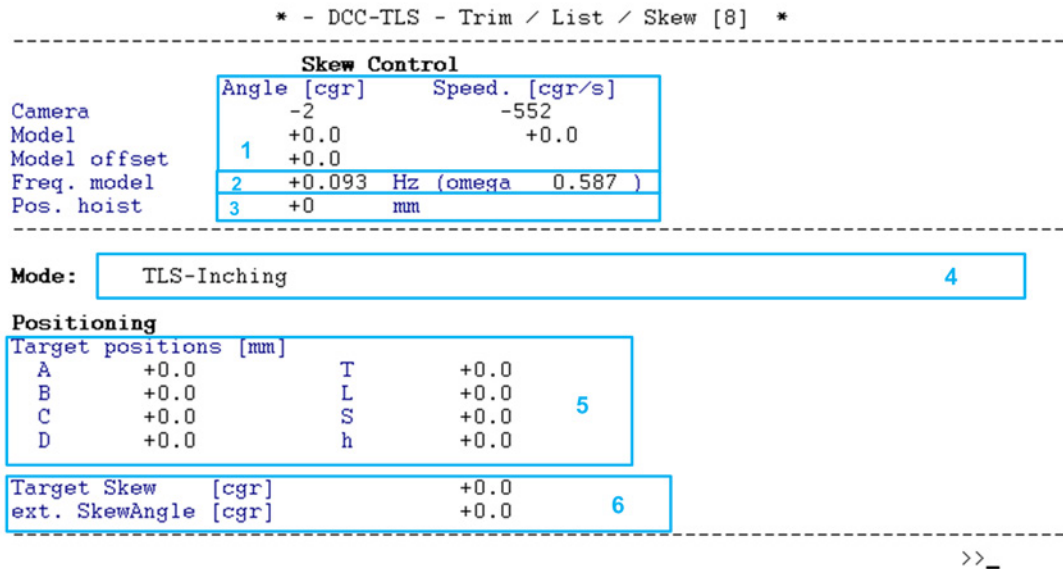 * - DCC-TLS - Trim / List / Skew [8] *
Skew Control
Angle [cgr] Speed. [cgr/s]
Camera -2 -552
Model +0.0 +0.0
Model offset 1 +0.0
Freq. model 2 +0.093 Hz (omega 0.587 )
Pos. hoist 3 +0 mm
Mode: TLS-Inching 4
Positioning
Target positions [mm]
A +0.0 T +0.0
B +0.0 L +0.0
C +0.0 S +0.0 5
D +0.0 h +0.0
Target Skew [cgr] +0.0
ext. SkewAngle [cgr] +0.0 6
>>_